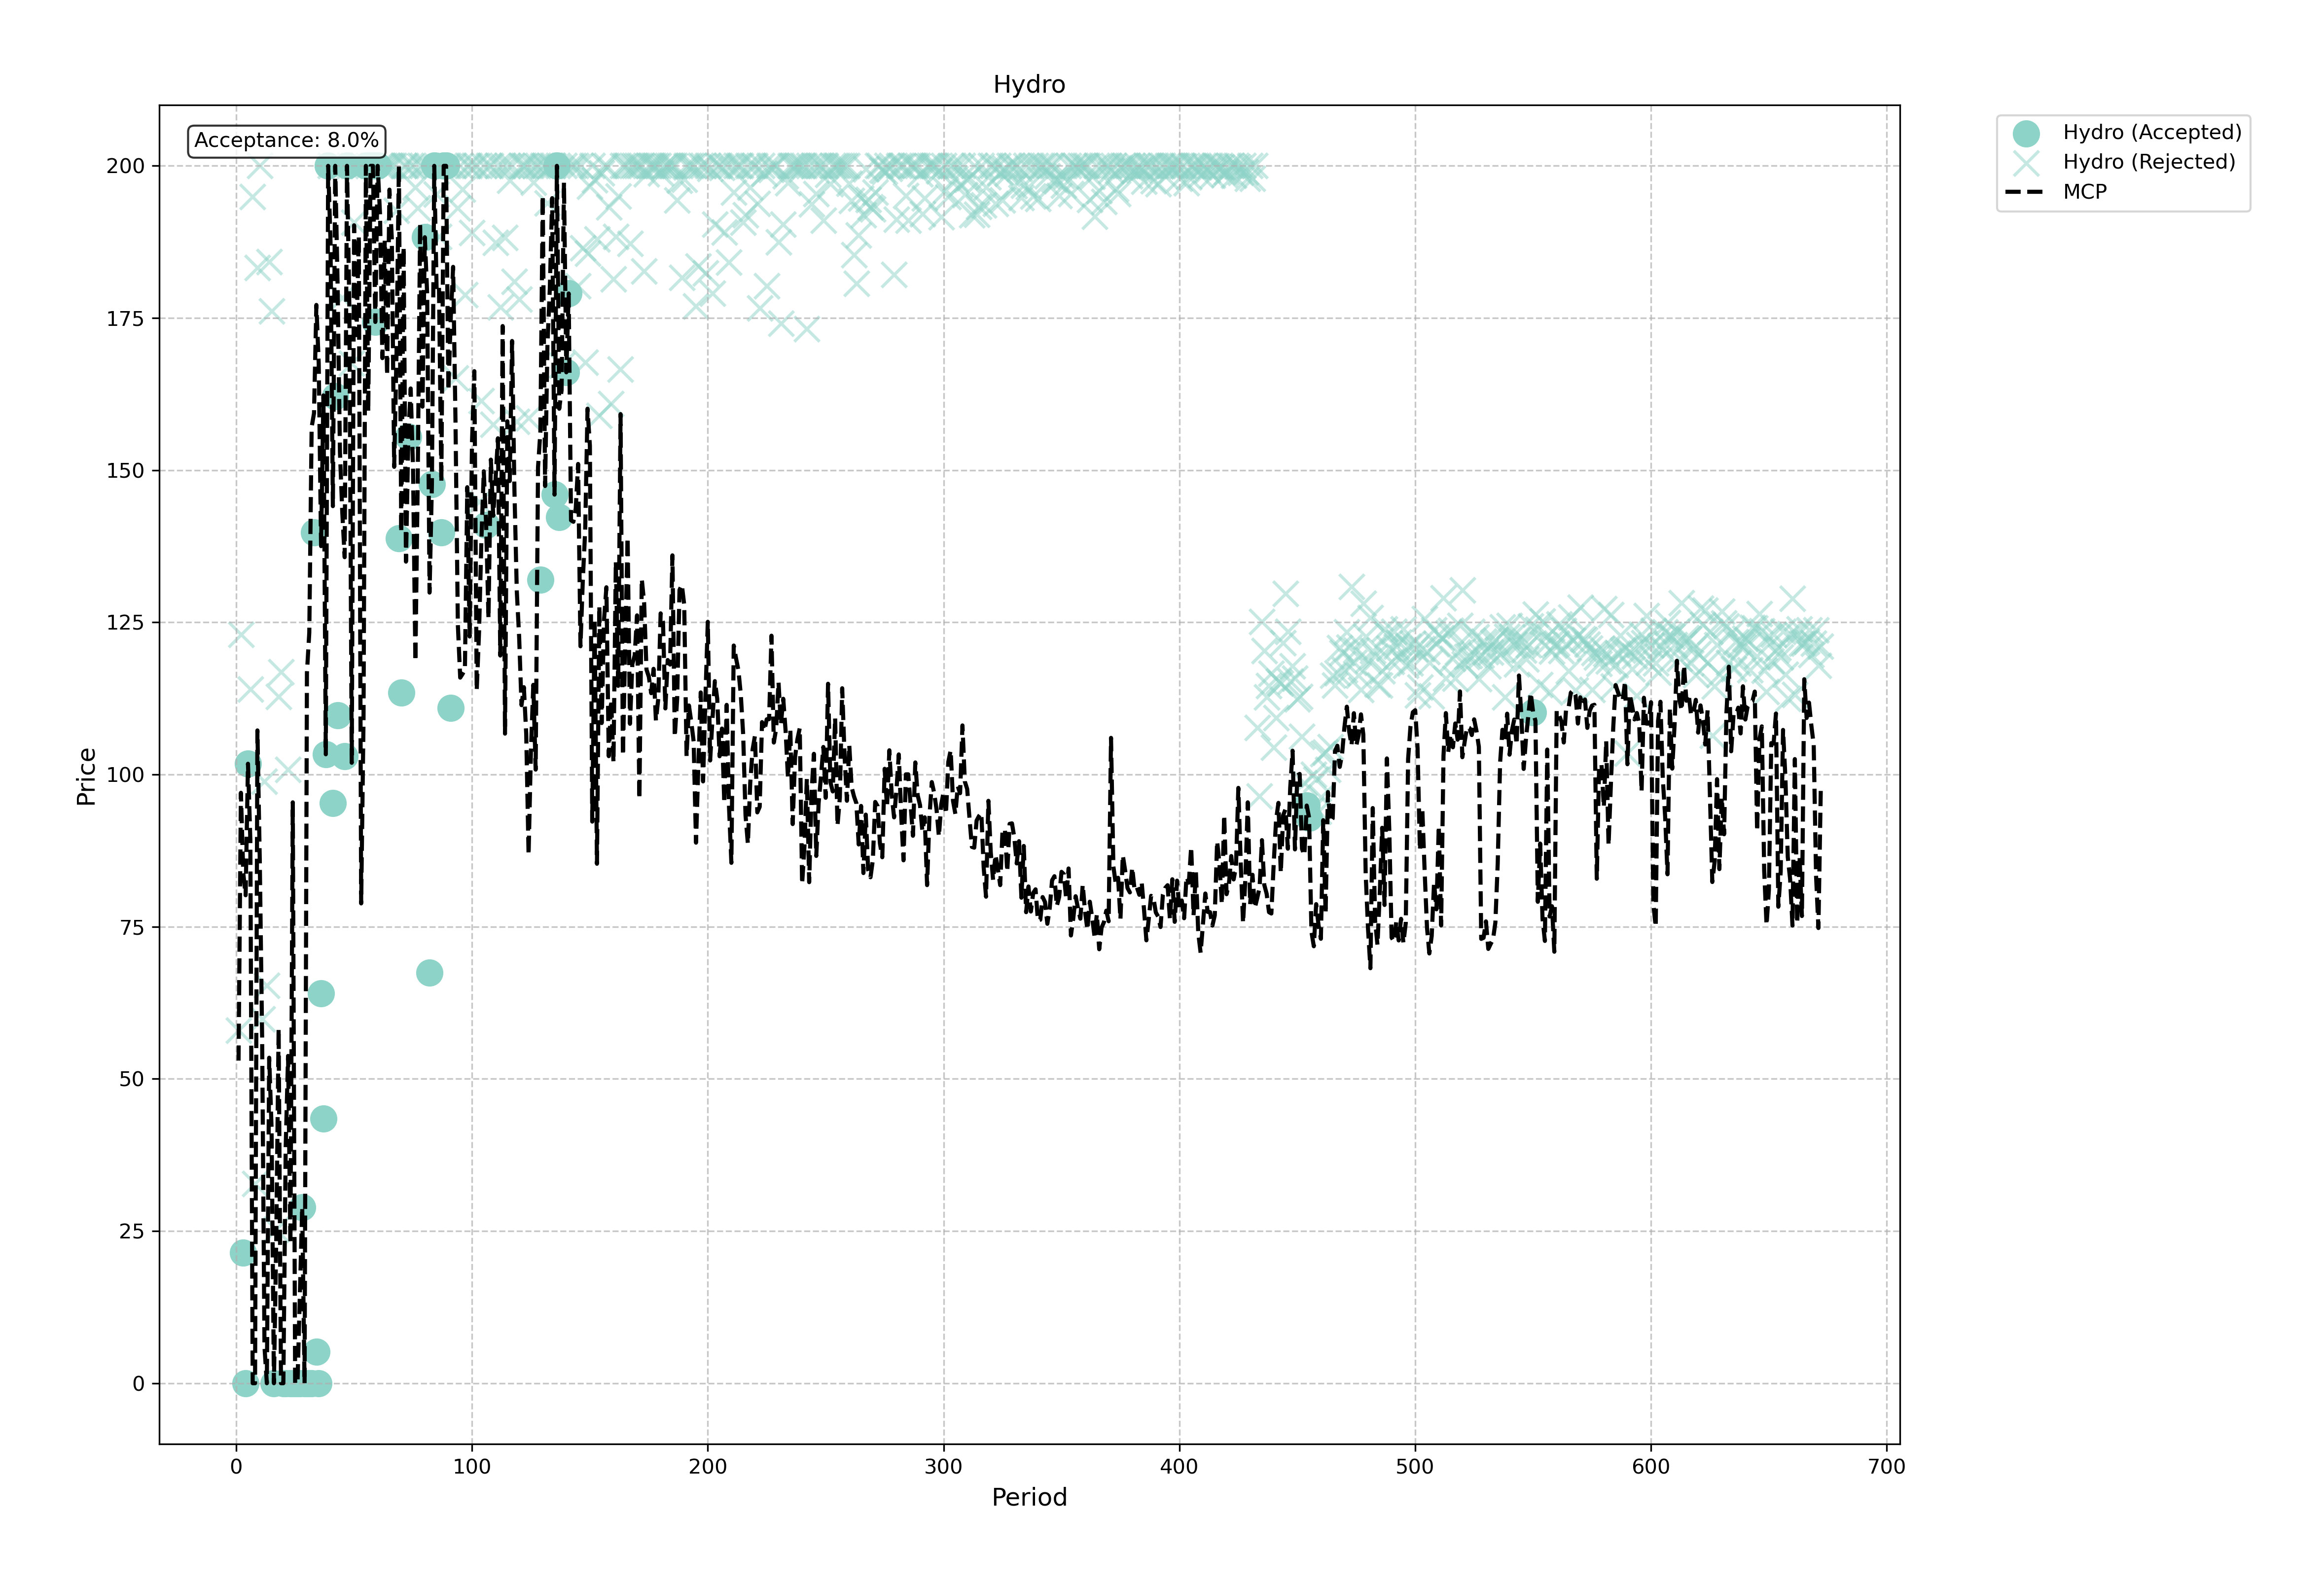 Hydro
Acceptance: 8.0%
Hydro (Accepted)
Hydro (Rejected)
MCP
200
175
150
125
100
75
50
25
0
Price
0 100 200 300 400 500 600 700
Period